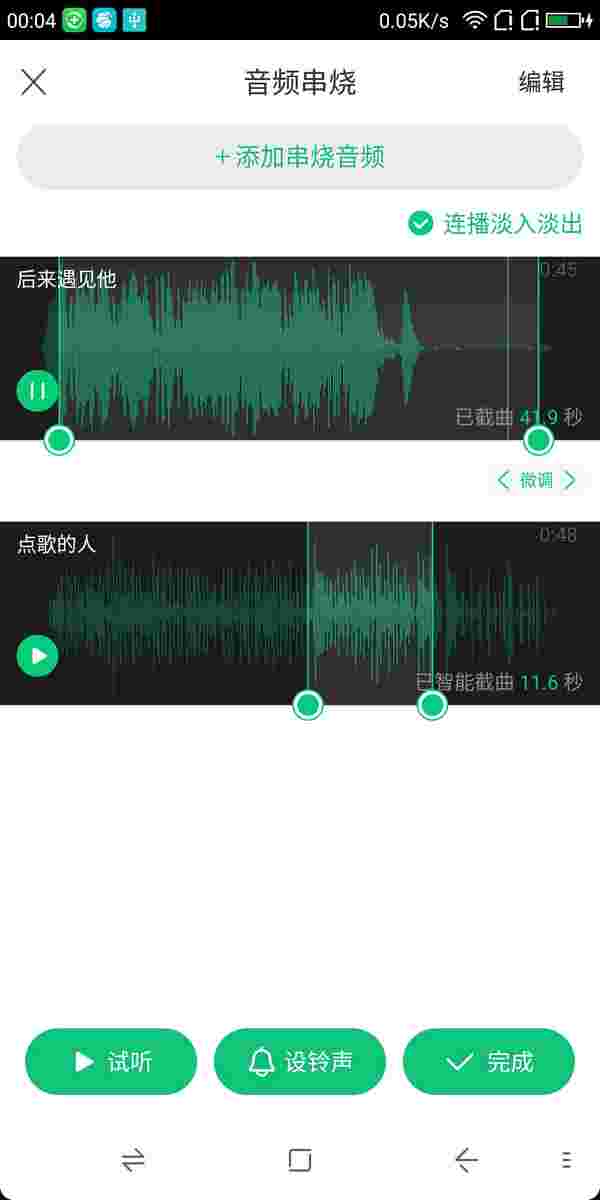 00:04 0.05K/s
音频串烧 编辑
+添加串烧音频
连播淡入淡出
后来遇见他 0:45
已截曲 41.9 秒
微调
点歌的人 0:48
已智能截曲 11.6 秒
试听 设铃声 完成